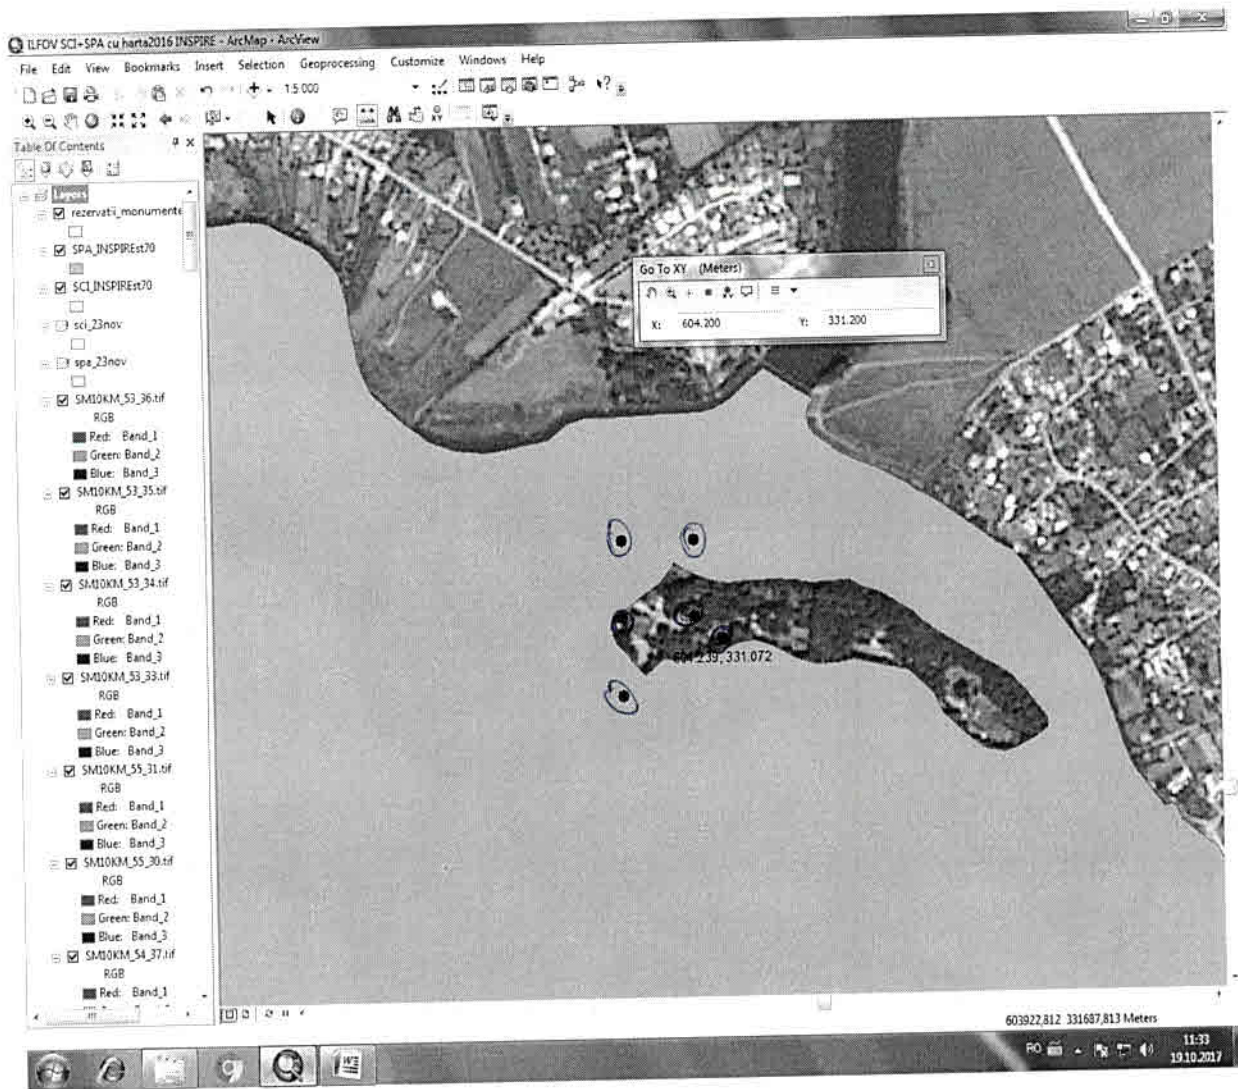 ILFOV SCI+SPA cu harta2016 INSPIRE - ArcMap - ArcView
File Edit View Bookmarks Insert Selection Geoprocessing Customize Windows Help
1:5 000
Table Of Contents
Layers
rezervatii_monumente
SPA_INSPIREst70
SCI_INSPIREst70
sci_23nov
spa_23nov
SM10KM_53_36.tif
RGB
Red: Band_1
Green: Band_2
Blue: Band_3
SM10KM_53_35.tif
RGB
Red: Band_1
Green: Band_2
Blue: Band_3
SM10KM_53_34.tif
RGB
Red: Band_1
Green: Band_2
Blue: Band_3
SM10KM_53_33.tif
RGB
Red: Band_1
Green: Band_2
Blue: Band_3
SM10KM_55_31.tif
RGB
Red: Band_1
Green: Band_2
Blue: Band_3
SM10KM_55_30.tif
RGB
Red: Band_1
Green: Band_2
Blue: Band_3
SM10KM_54_37.tif
RGB
Red: Band_1
Go To XY (Meters)
X: 604.200 Y: 331.200
604.239, 331.072
603922,812 331687,813 Meters
RO
11:33
19.10.2017